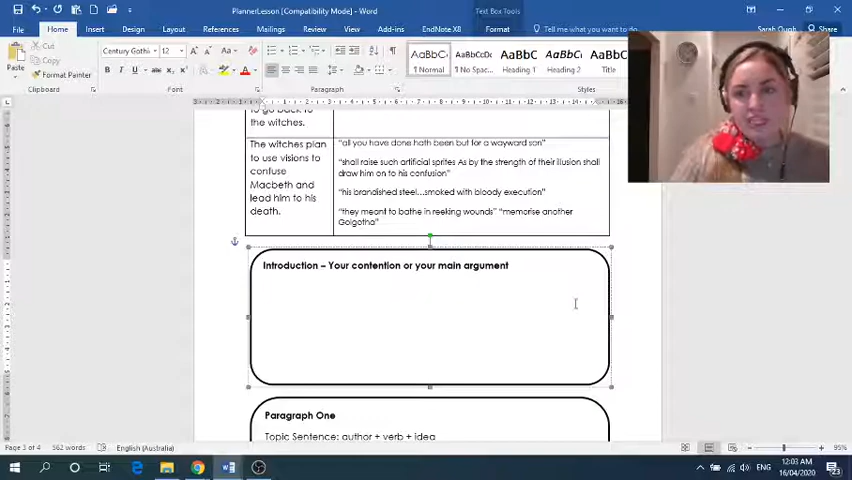 PlannerLesson [Compatibility Mode] - Word
Text Box Tools
Sarah Ough
File
Home
Insert
Draw
Design
Layout
References
Mailings
Review
View
Add-ins
EndNote X8
Format
Tell me what you want to do...
Share
Paste
Cut
Copy
Format Painter
Clipboard
Century Gothic
12
Font
Paragraph
AaBbC
AaBbCcDc
AaBbC
AaBbCc
AaBbC
¶ Normal
¶ No Spac...
Heading 1
Heading 2
Title
Styles
to go back to
the witches.
The witches plan
to use visions to
confuse
Macbeth and
lead him to his
death.
"all you have done hath been but for a wayward son"
"shall raise such artificial sprites As by the strength of their illusion shall
draw him on to his confusion"
"his brandished steel...smoked with bloody execution"
"they meant to bathe in reeking wounds" "memorise another
Golgotha"
Introduction – Your contention or your main argument
Paragraph One
Topic Sentence: author + verb + idea
Page 3 of 4
562 words
English (Australia)
95%
ENG
12:03 AM
16/04/2020
23